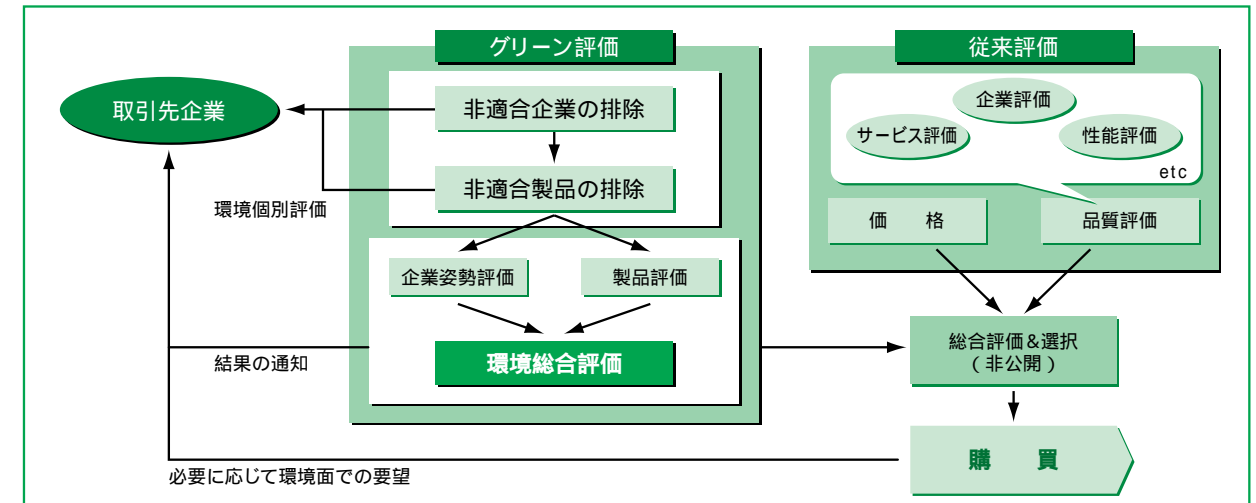 グリーン評価
従来評価
取引先企業
非適合企業の排除
非適合製品の排除
環境個別評価
企業姿勢評価
製品評価
環境総合評価
結果の通知
企業評価
サービス評価
性能評価
etc
価　格
品質評価
総合評価&選択
(非公開)
購　買
必要に応じて環境面での要望